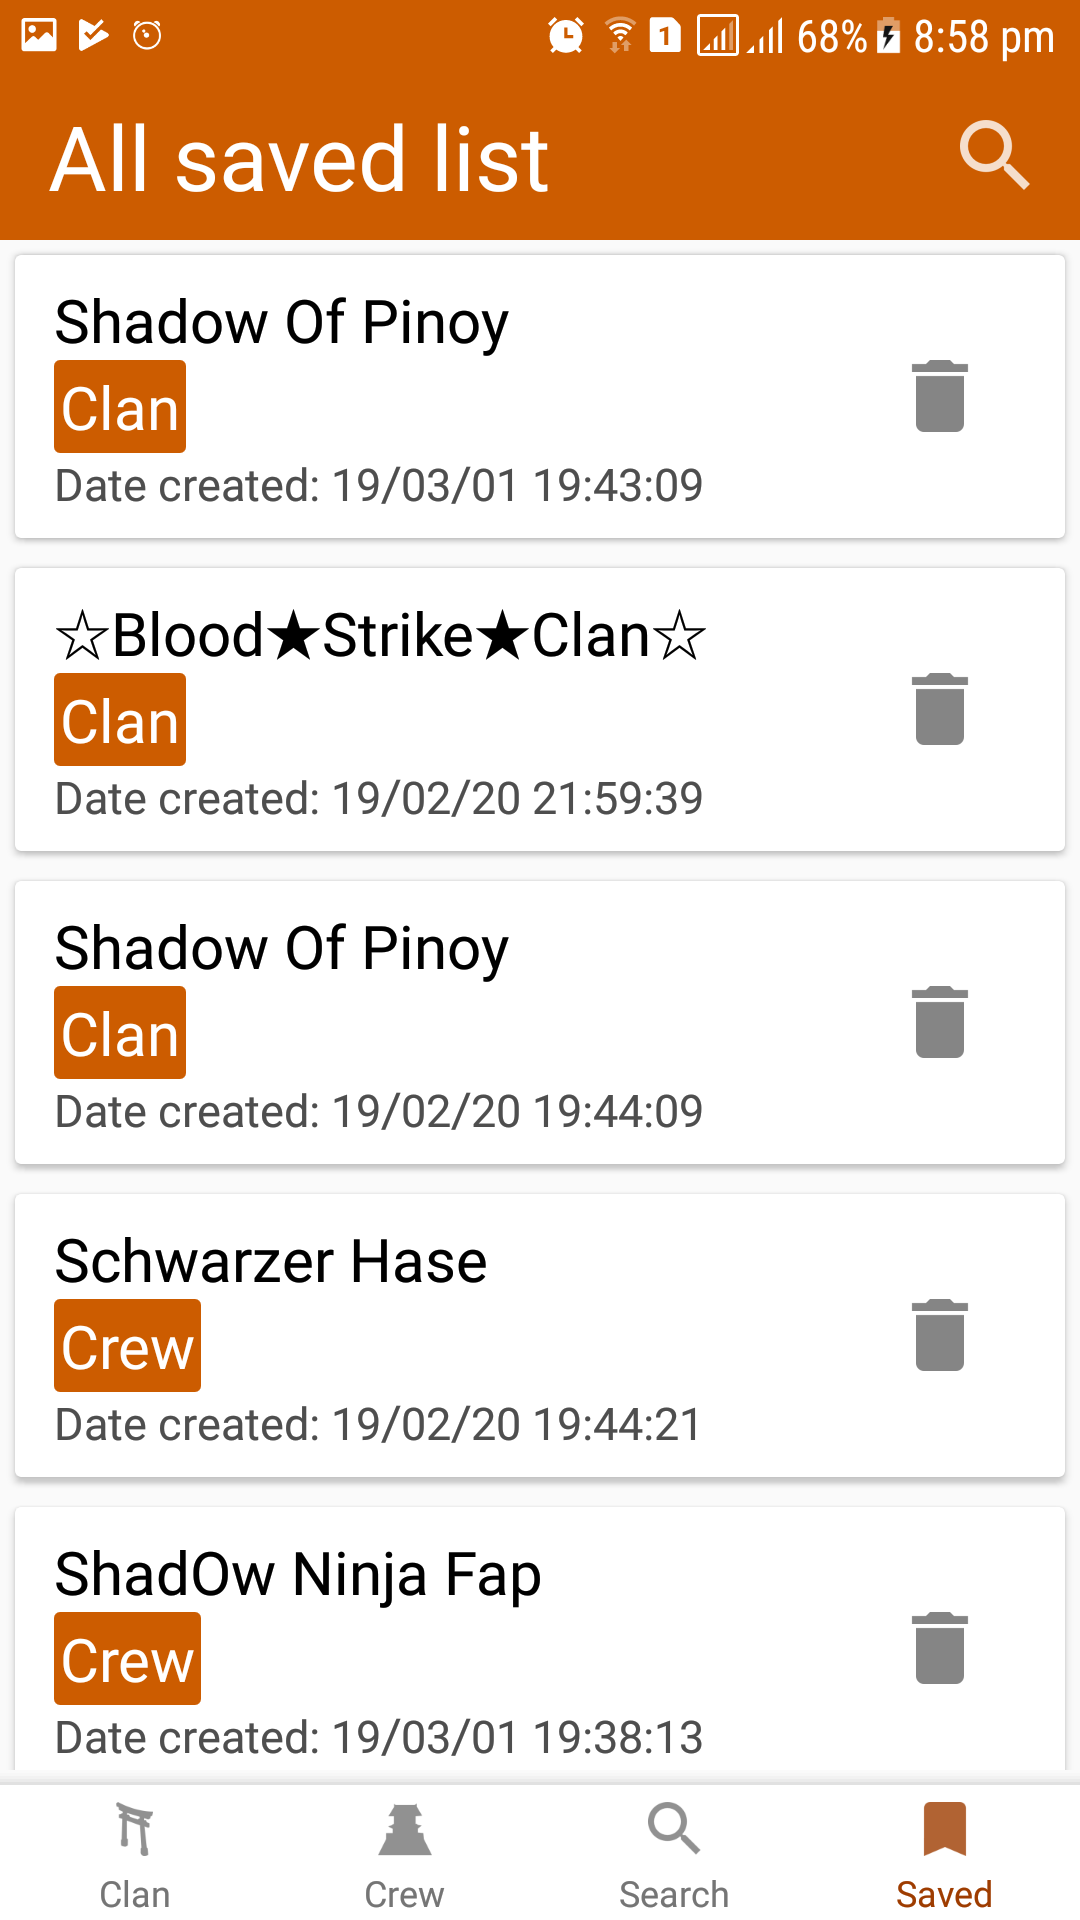 1 68% 8:58 pm
All saved list
Shadow Of Pinoy
Clan
Date created: 19/03/01 19:43:09
☆Blood★Strike★Clan☆
Clan
Date created: 19/02/20 21:59:39
Shadow Of Pinoy
Clan
Date created: 19/02/20 19:44:09
Schwarzer Hase
Crew
Date created: 19/02/20 19:44:21
ShadOw Ninja Fap
Crew
Date created: 19/03/01 19:38:13
Clan Crew Search Saved